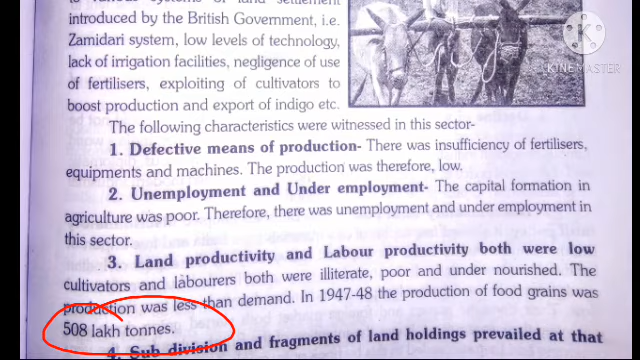 to various systems of land settlement
introduced by the British Government, i.e.
Zamidari system, low levels of technology,
lack of irrigation facilities, negligence of use
of fertilisers, exploiting of cultivators to
boost production and export of indigo etc.
KINEMASTER
The following characteristics were witnessed in this sector-
1. Defective means of production- There was insufficiency of fertilisers,
equipments and machines. The production was therefore, low.
2. Unemployment and Under employment- The capital formation in
agriculture was poor. Therefore, there was unemployment and under employment in
this sector.
3. Land productivity and Labour productivity both were low
cultivators and labourers both were illiterate, poor and under nourished. The
production was less than demand. In 1947-48 the production of food grains was
508 lakh tonnes.
4. Sub division and fragments of land holdings prevailed at that